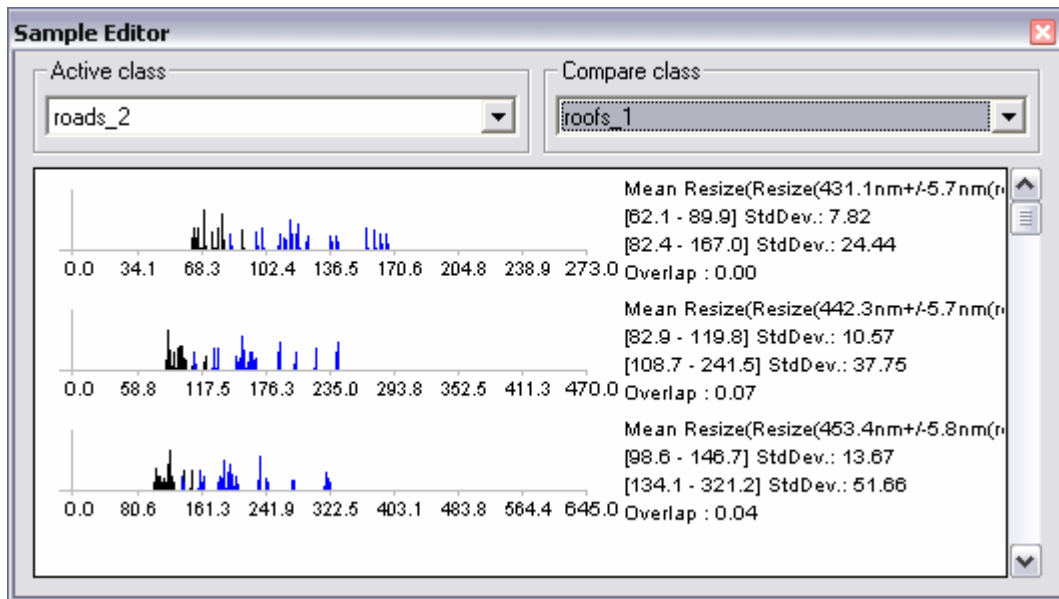 Sample Editor
Active class
Compare class
roads_2
roofs_1
Mean Resize(Resize(431.1nm+/-5.7nm(r
[62.1 - 89.9] StdDev.: 7.82
[82.4 - 167.0] StdDev.: 24.44
0.0 34.1 68.3 102.4 136.5 170.6 204.8 238.9 273.0
Overlap : 0.00
Mean Resize(Resize(442.3nm+/-5.7nm(r
[82.9 - 119.8] StdDev.: 10.57
[108.7 - 241.5] StdDev.: 37.75
0.0 58.8 117.5 176.3 235.0 293.8 352.5 411.3 470.0
Overlap : 0.07
Mean Resize(Resize(453.4nm+/-5.8nm(r
[98.6 - 146.7] StdDev.: 13.67
[134.1 - 321.2] StdDev.: 51.66
0.0 80.6 161.3 241.9 322.5 403.1 483.8 564.4 645.0
Overlap : 0.04